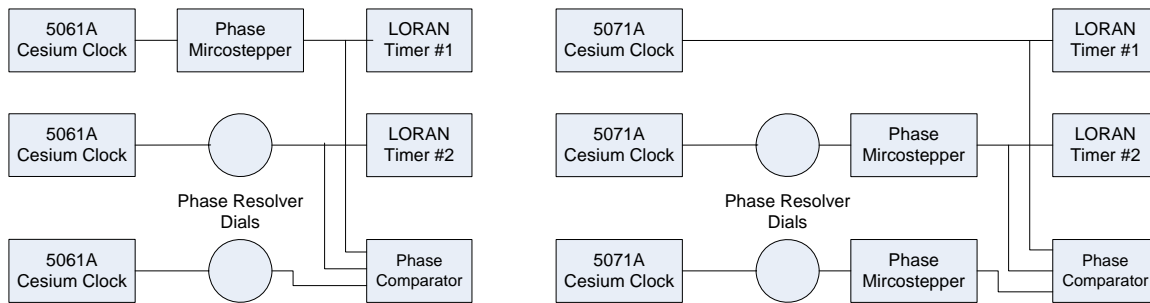 5061A
Cesium Clock
Phase
Mircostepper
LORAN
Timer #1
5061A
Cesium Clock
LORAN
Timer #2
Phase Resolver
Dials
5061A
Cesium Clock
Phase
Comparator
5071A
Cesium Clock
LORAN
Timer #1
5071A
Cesium Clock
Phase
Mircostepper
LORAN
Timer #2
Phase Resolver
Dials
5071A
Cesium Clock
Phase
Mircostepper
Phase
Comparator